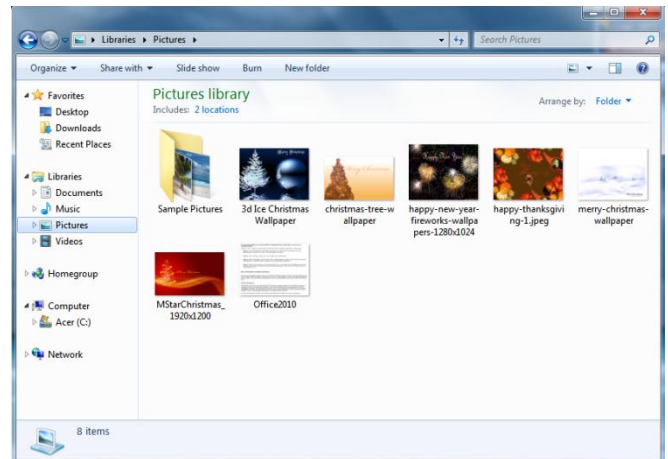 Libraries Pictures
Search Pictures
Organize Share with Slide show Burn New folder
Favorites
Desktop
Downloads
Recent Places
Libraries
Documents
Music
Pictures
Videos
Homegroup
Computer
Acer (C:)
Network
Pictures library
Includes: 2 locations
Arrange by: Folder
Sample Pictures
3d Ice Christmas
Wallpaper
christmas-tree-w
allpaper
happy-new-year-
fireworks-wallpa
pers-1280x1024
happy-thanksgivi
ng-1.jpeg
merry-christmas-
wallpaper
MStarChristmas_
1920x1200
Office2010
8 items